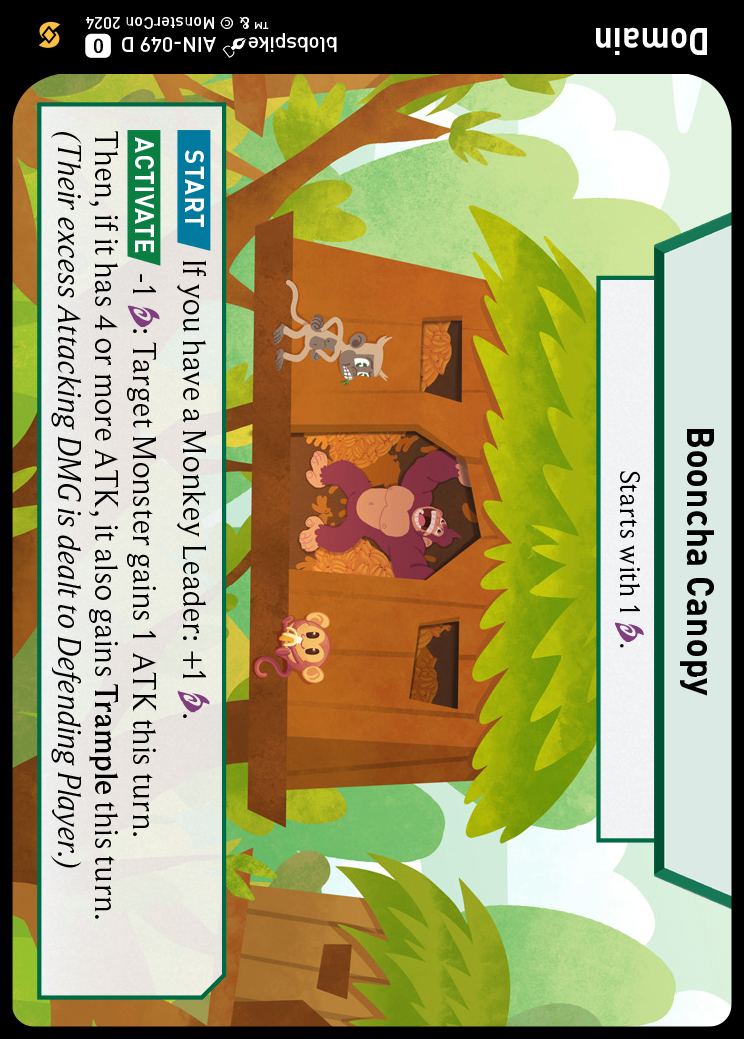 Booncha Canopy
Starts with 1 .
START If you have a Monkey Leader: +1 .
ACTIVATE -1 : Target Monster gains 1 ATK this turn.
Then, if it has 4 or more ATK, it also gains Trample this turn.
(Their excess Attacking DMG is dealt to Defending Player.)
Domain
blobspike AIN-049 D 0
™ & © MonsterCon 2024